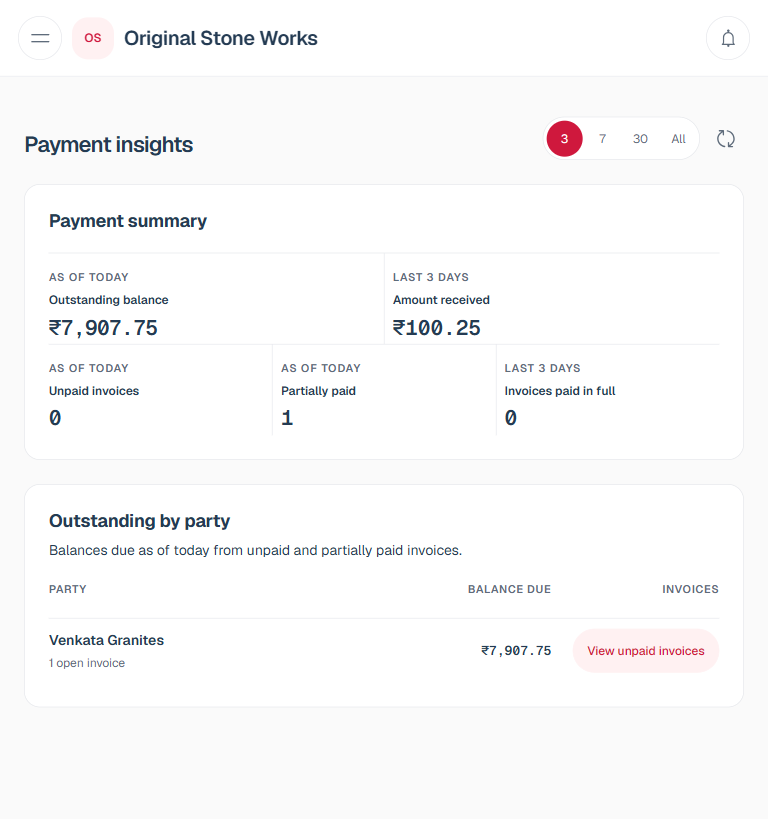 OS
Original Stone Works
Payment insights
3 7 30 All
Payment summary
AS OF TODAY LAST 3 DAYS
Outstanding balance Amount received
₹7,907.75 ₹100.25
AS OF TODAY AS OF TODAY LAST 3 DAYS
Unpaid invoices Partially paid Invoices paid in full
0 1 0
Outstanding by party
Balances due as of today from unpaid and partially paid invoices.
PARTY BALANCE DUE INVOICES
Venkata Granites
1 open invoice
₹7,907.75 View unpaid invoices